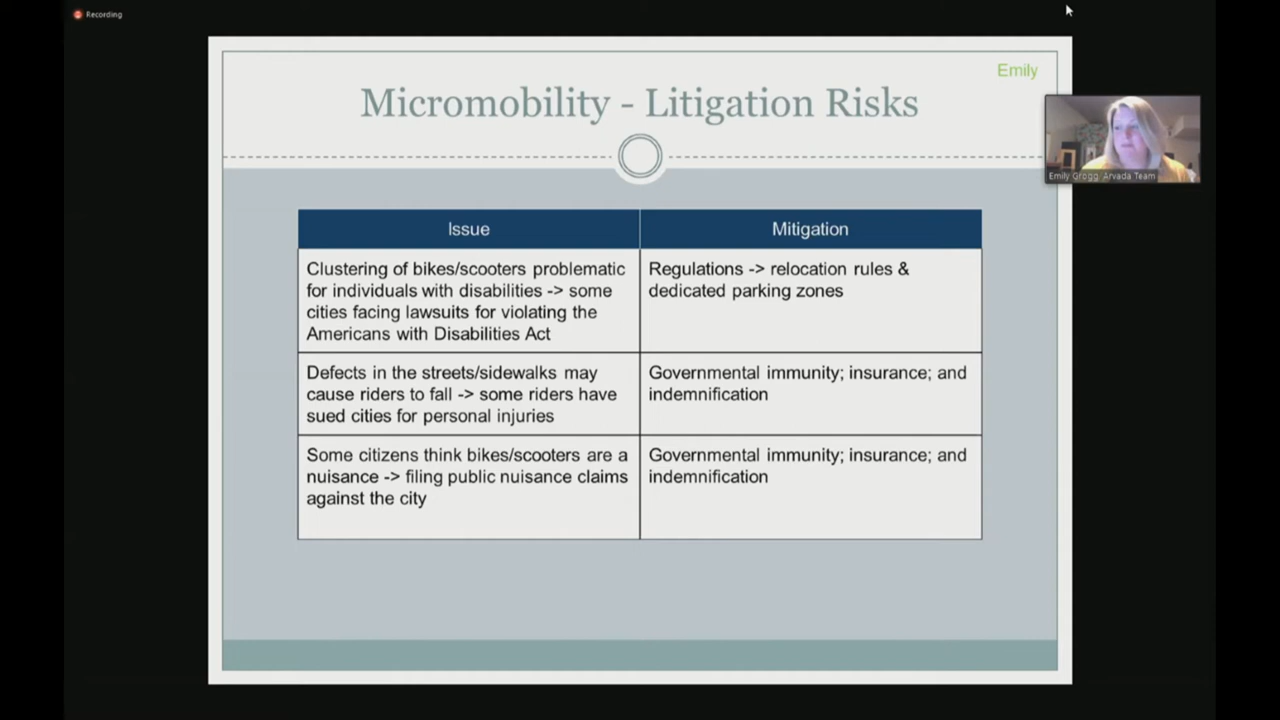 Recording
Emily
Micromobility - Litigation Risks
Emily Grogg, Arvada Team
Issue
Mitigation
Clustering of bikes/scooters problematic
for individuals with disabilities -> some
cities facing lawsuits for violating the
Americans with Disabilities Act
Regulations -> relocation rules &
dedicated parking zones
Defects in the streets/sidewalks may
cause riders to fall -> some riders have
sued cities for personal injuries
Governmental immunity; insurance; and
indemnification
Some citizens think bikes/scooters are a
nuisance -> filing public nuisance claims
against the city
Governmental immunity; insurance; and
indemnification